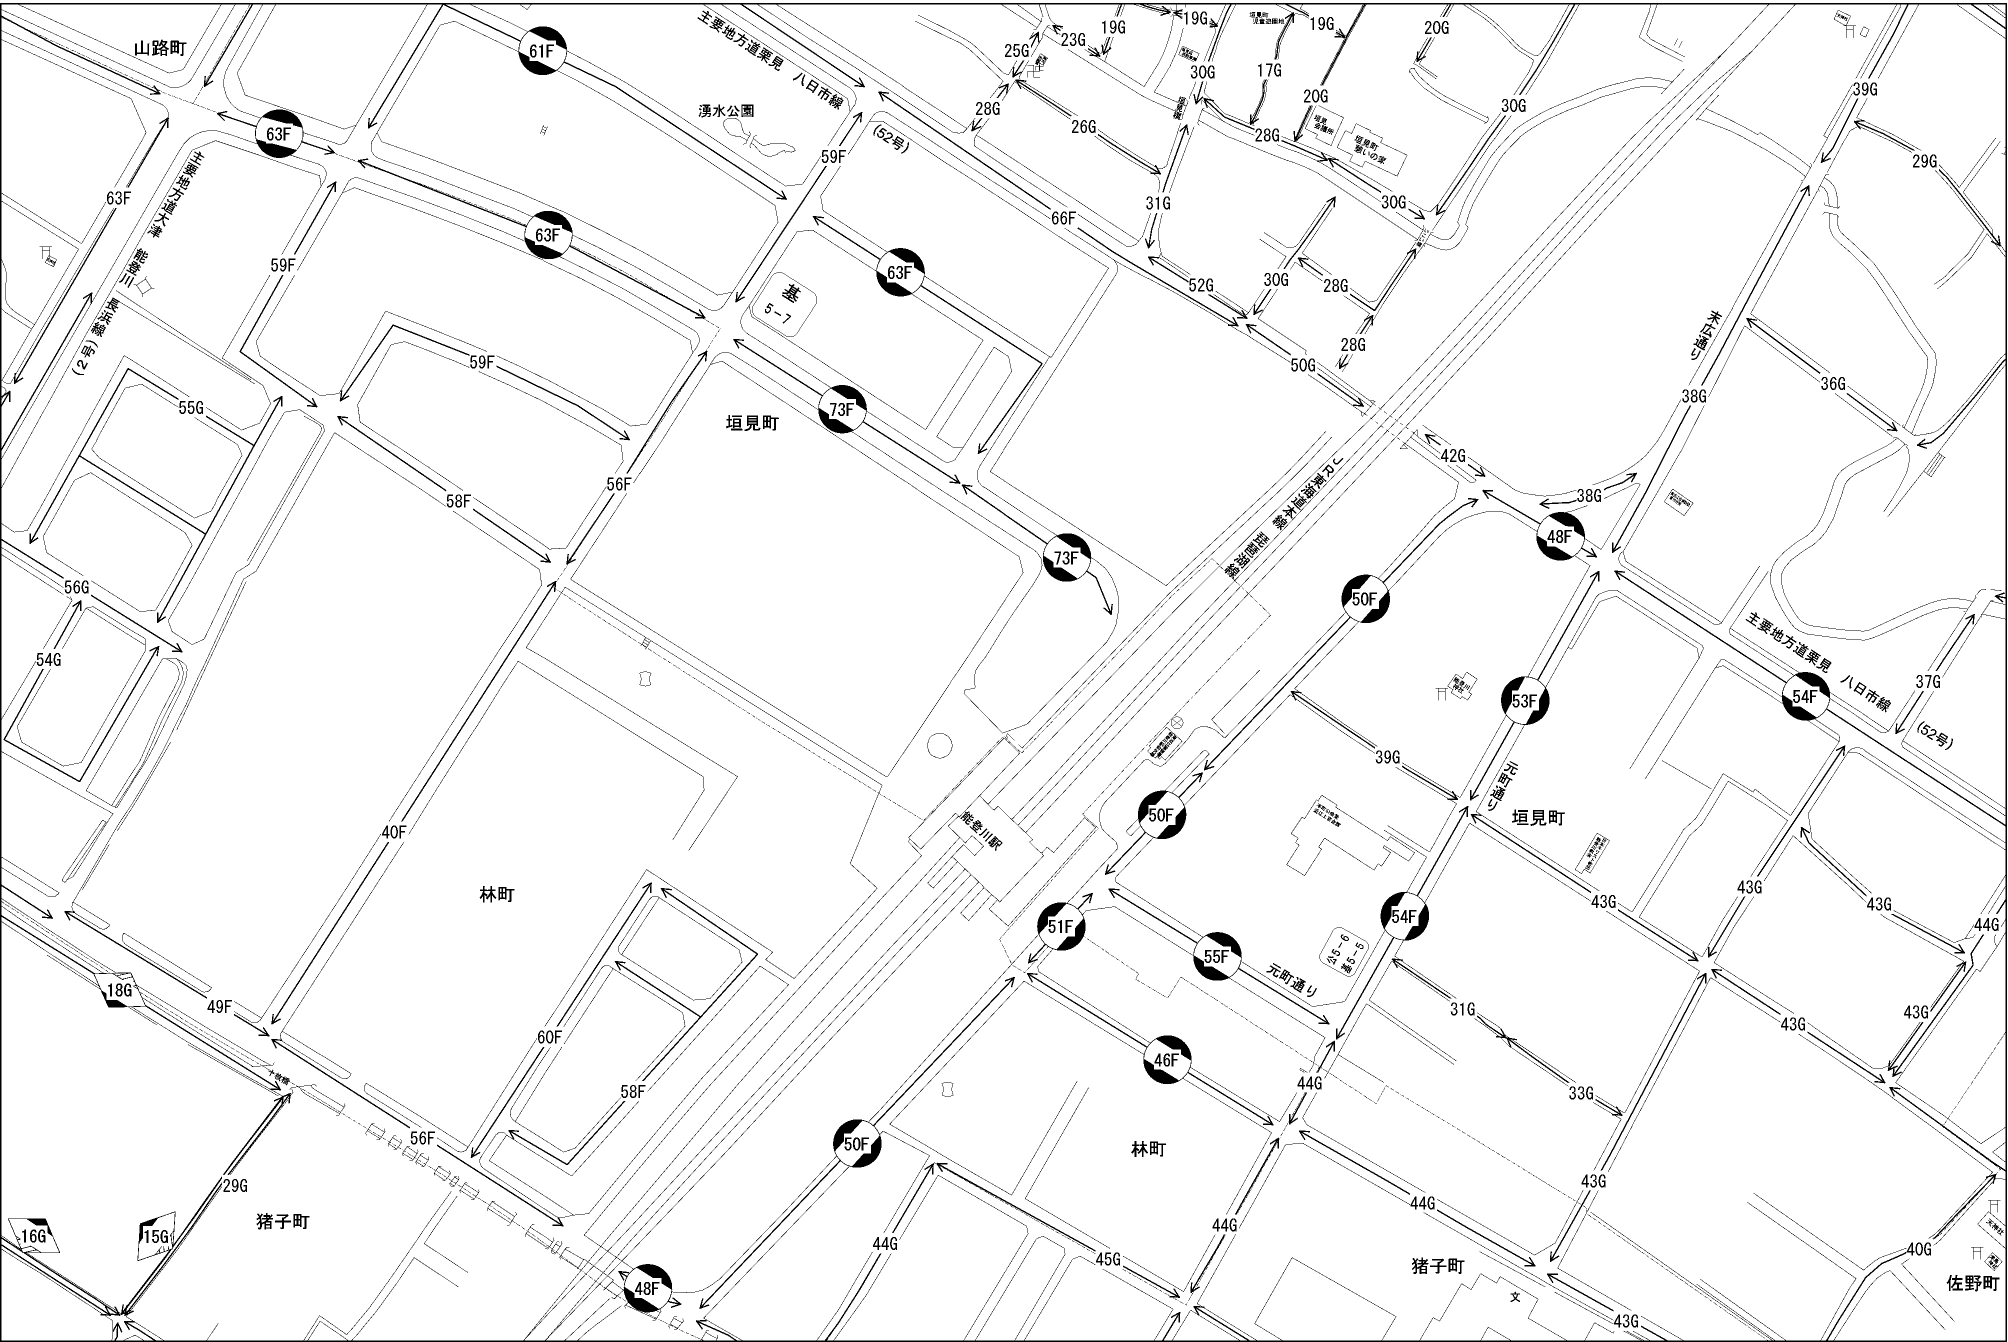 山路町
61F
主要地方道栗見 八日市線
(52号)
湧水公園
19G
19G
19G
23G
25G
17G
20G
20G
30G
28G
26G
28G
30G
30G
39G
29G
垣見町
憩いの家
63F
63F
主要地方道大津 能登川
長浜線 (2号)
59F
63F
59F
63F
66F
31G
52G
30G
28G
28G
50G
基
5-7
末広通り
36G
38G
59F
55G
73F
垣見町
58F
56F
73F
42G
38G
48F
JR東海道本線 琵琶湖線
56G
54G
50F
53F
主要地方道栗見 八日市線
(52号)
54F
37G
39G
元町通り
垣見町
40F
50F
能登川駅
林町
43G
43G
43G
44G
54F
51F
55F
元町通り
公5-6
基5-5
18G
49F
60F
58F
31G
43G
43G
46F
44G
33G
56F
50F
林町
29G
16G
15G
猪子町
44G
45G
44G
44G
43G
猪子町
文
40G
佐野町
48F
43G